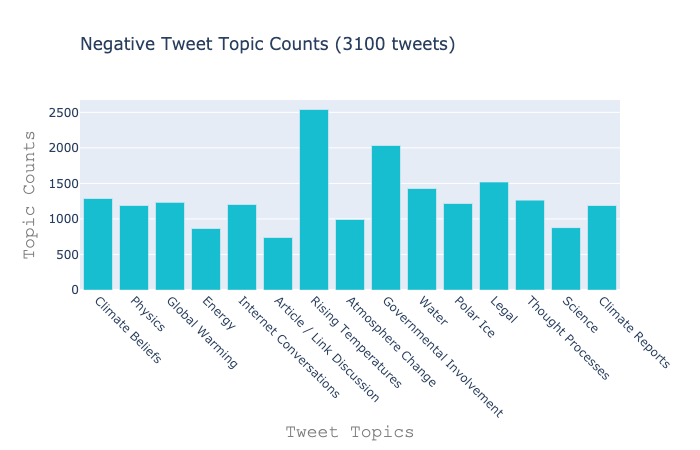 Negative Tweet Topic Counts (3100 tweets)
Topic Counts
2500
2000
1500
1000
500
0
Climate Beliefs
Physics
Global Warming
Energy
Internet Conversations
Article / Link Discussion
Rising Temperatures
Atmosphere Change
Governmental Involvement
Water
Polar Ice
Legal
Thought Processes
Science
Climate Reports
Tweet Topics